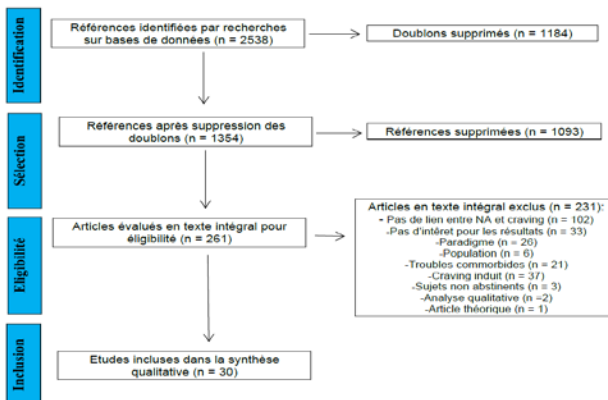 Identification
Références identifiées par recherches
sur bases de données (n = 2538)
Doublons supprimés (n = 1184)
Sélection
Références après suppression des
doublons (n = 1354)
Références supprimées (n = 1093)
Eligibilité
Articles évalués en texte intégral pour
éligibilité (n = 261)
Articles en texte intégral exclus (n = 231):
- Pas de lien entre NA et craving (n = 102)
-Pas d'intêret pour les résultats (n = 33)
-Paradigme (n = 26)
-Population (n = 6)
-Troubles commorbides (n = 21)
-Craving induit (n = 37)
-Sujets non abstinents (n = 3)
-Analyse qualitative (n =2)
-Article théorique (n = 1)
Inclusion
Etudes incluses dans la synthèse
qualitative (n = 30)